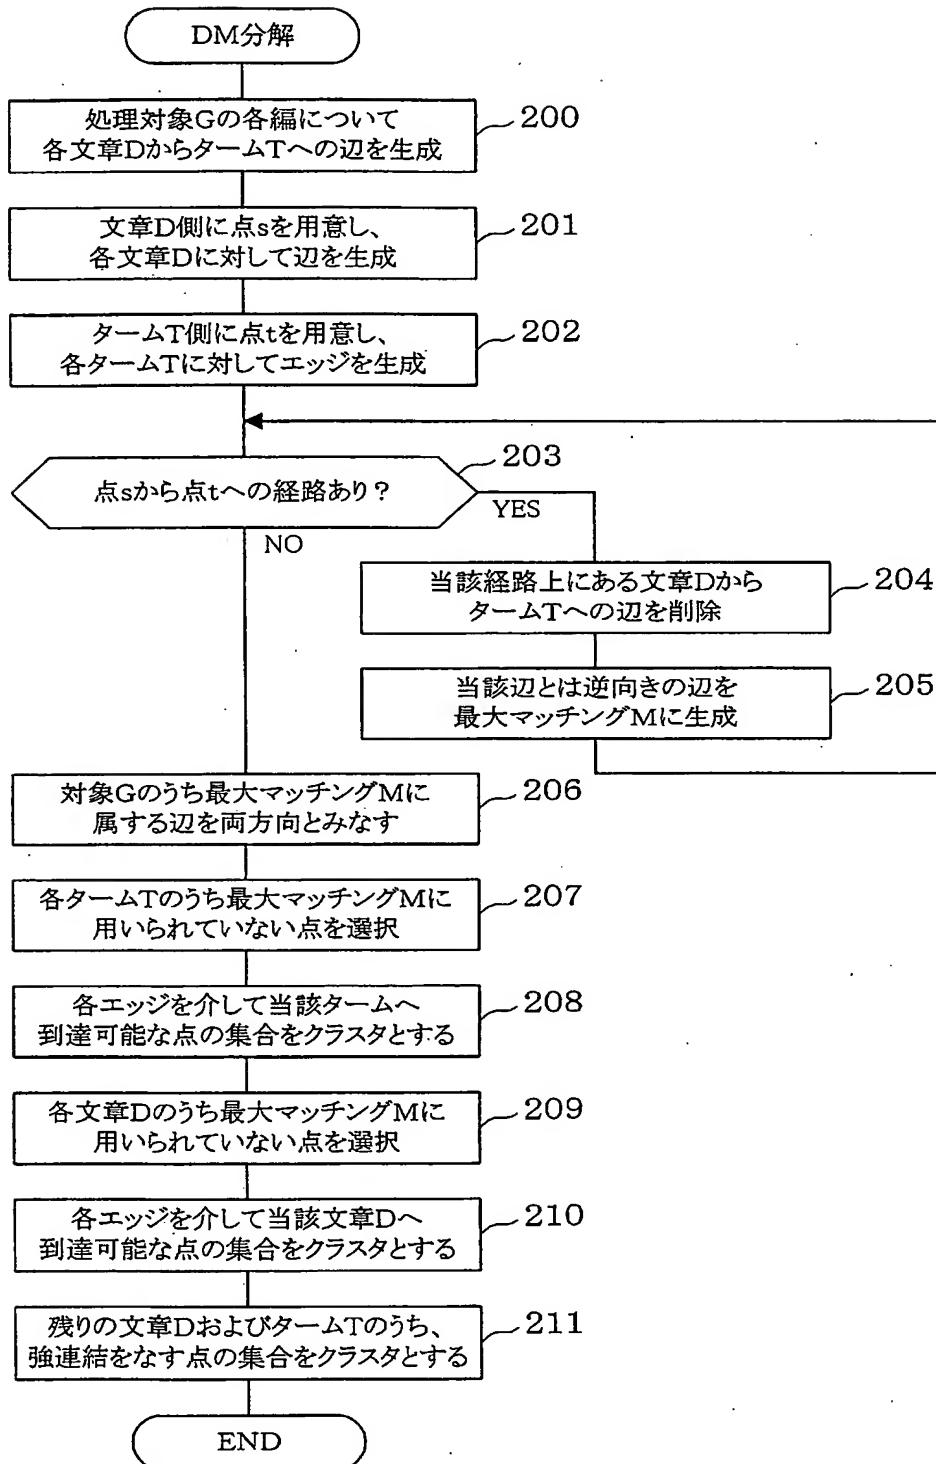 DM分解
処理対象Gの各編について
各文章DからタームTへの辺を生成
200
文章D側に点sを用意し、
各文章Dに対して辺を生成
201
タームT側に点tを用意し、
各タームTに対してエッジを生成
202
203
点sから点tへの経路あり?
YES
NO
当該経路上にある文章Dから
タームTへの辺を削除
204
当該辺とは逆向きの辺を
最大マッチングMに生成
205
対象Gのうち最大マッチングMに
属する辺を両方向とみなす
206
各タームTのうち最大マッチングMに
用いられていない点を選択
207
各エッジを介して当該タームへ
到達可能な点の集合をクラスタとする
208
各文章Dのうち最大マッチングMに
用いられていない点を選択
209
各エッジを介して当該文章Dへ
到達可能な点の集合をクラスタとする
210
残りの文章DおよびタームTのうち、
強連結をなす点の集合をクラスタとする
211
END